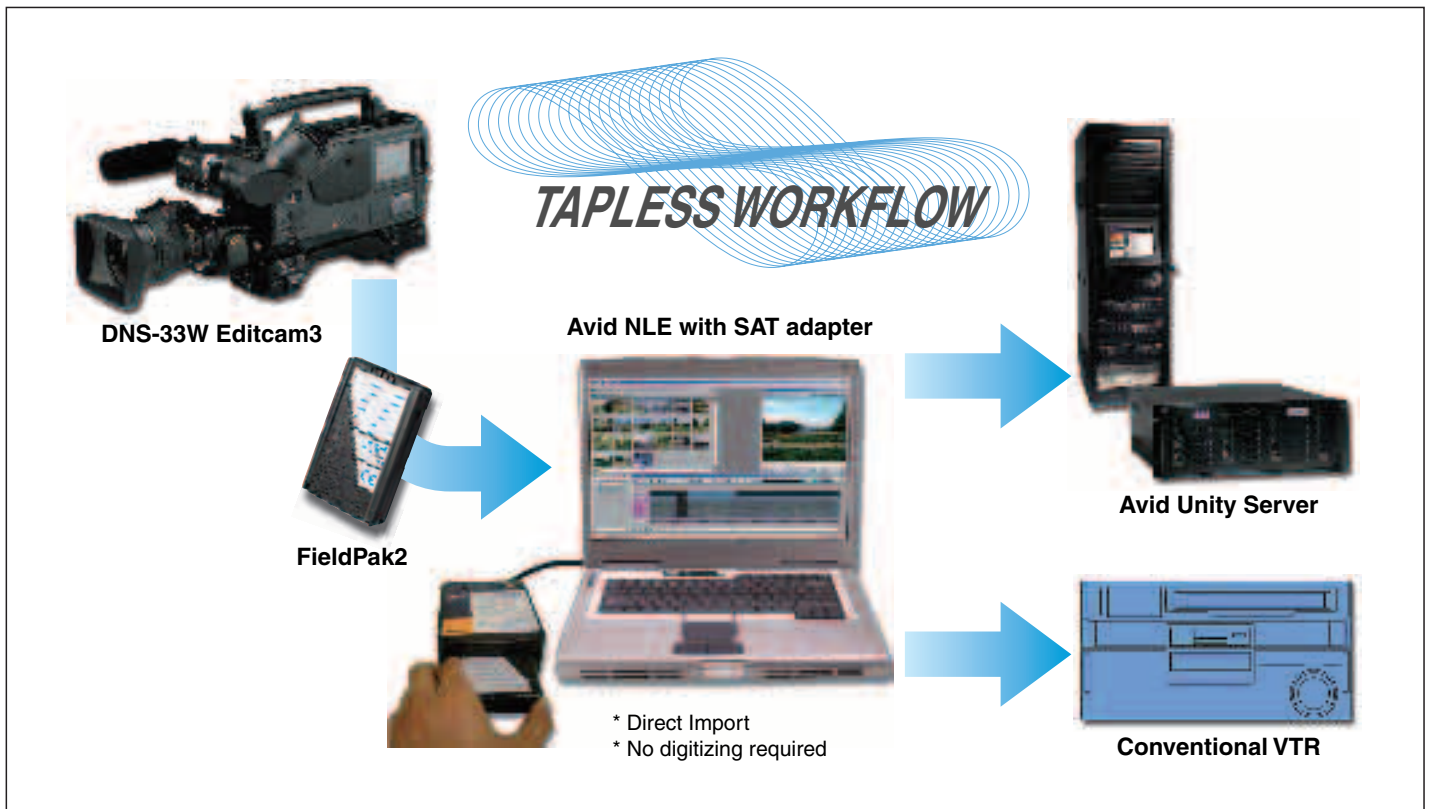 TAPLESS WORKFLOW
DNS-33W Editcam3
Avid NLE with SAT adapter
FieldPak2
Avid Unity Server
* Direct Import
* No digitizing required
Conventional VTR